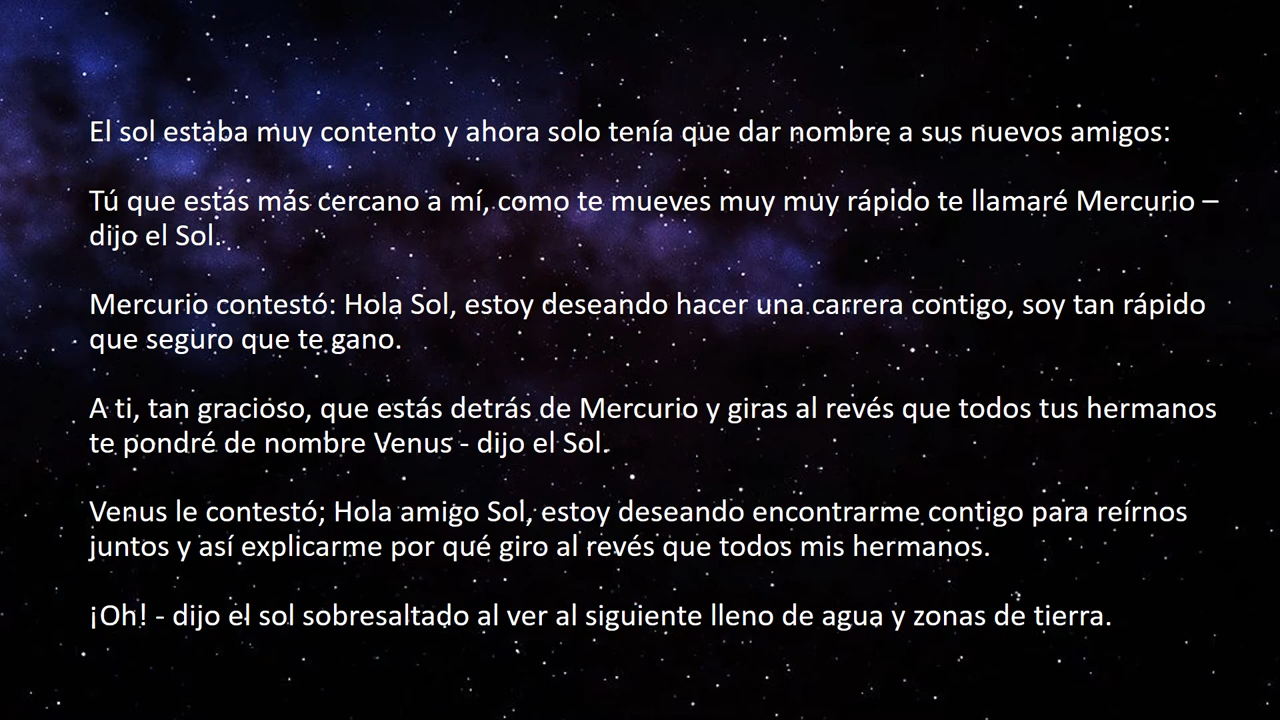 El sol estaba muy contento y ahora solo tenía que dar nombre a sus nuevos amigos:
Tú que estás más cercano a mí, como te mueves muy muy rápido te llamaré Mercurio –
dijo el Sol.
Mercurio contestó: Hola Sol, estoy deseando hacer una carrera contigo, soy tan rápido
que seguro que te gano.
A ti, tan gracioso, que estás detrás de Mercurio y giras al revés que todos tus hermanos
te pondré de nombre Venus - dijo el Sol.
Venus le contestó; Hola amigo Sol, estoy deseando encontrarme contigo para reírnos
juntos y así explicarme por qué giro al revés que todos mis hermanos.
¡Oh! - dijo el sol sobresaltado al ver al siguiente lleno de agua y zonas de tierra.